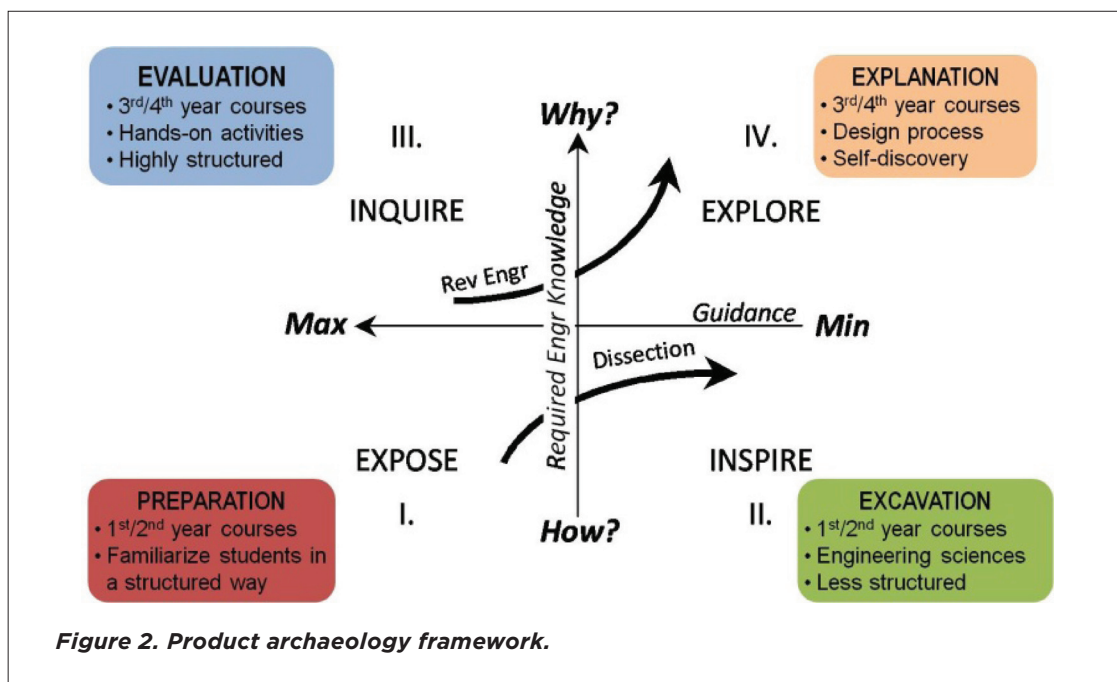 EVALUATION
• 3rd/4th year courses
• Hands-on activities
• Highly structured
III.
INQUIRE
Why?
IV.
EXPLORE
EXPLANATION
• 3rd/4th year courses
• Design process
• Self-discovery
Rev Engr
Required Engr Knowledge
Max
Guidance
Min
Dissection
EXPOSE
I.
PREPARATION
• 1st/2nd year courses
• Familiarize students in
a structured way
How?
INSPIRE
II.
EXCAVATION
• 1st/2nd year courses
• Engineering sciences
• Less structured
Figure 2. Product archaeology framework.